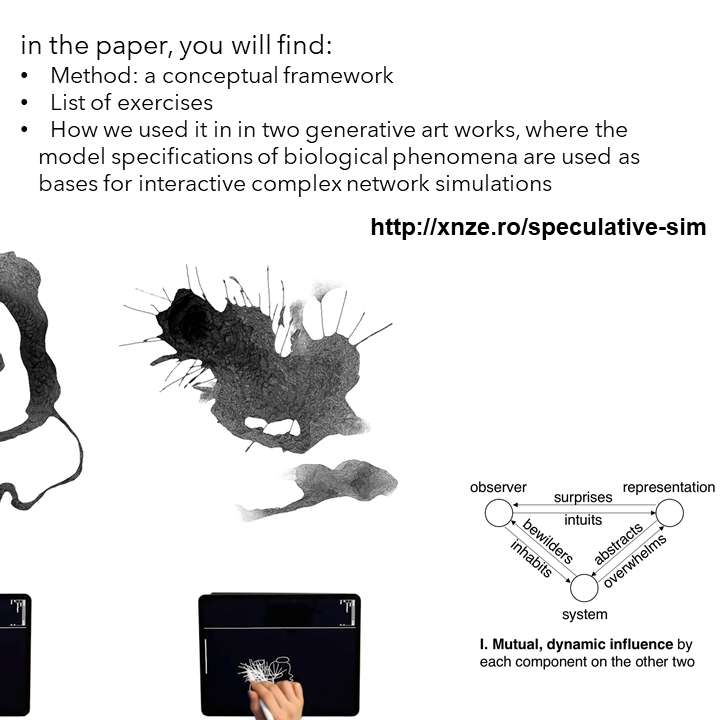 in the paper, you will find:
• Method: a conceptual framework
• List of exercises
• How we used it in in two generative art works, where the
model specifications of biological phenomena are used as
bases for interactive complex network simulations
http://xnze.ro/speculative-sim
observer
representation
surprises
intuits
bewilders
inhabits
abstracts
overwhelms
system
I. Mutual, dynamic influence by
each component on the other two